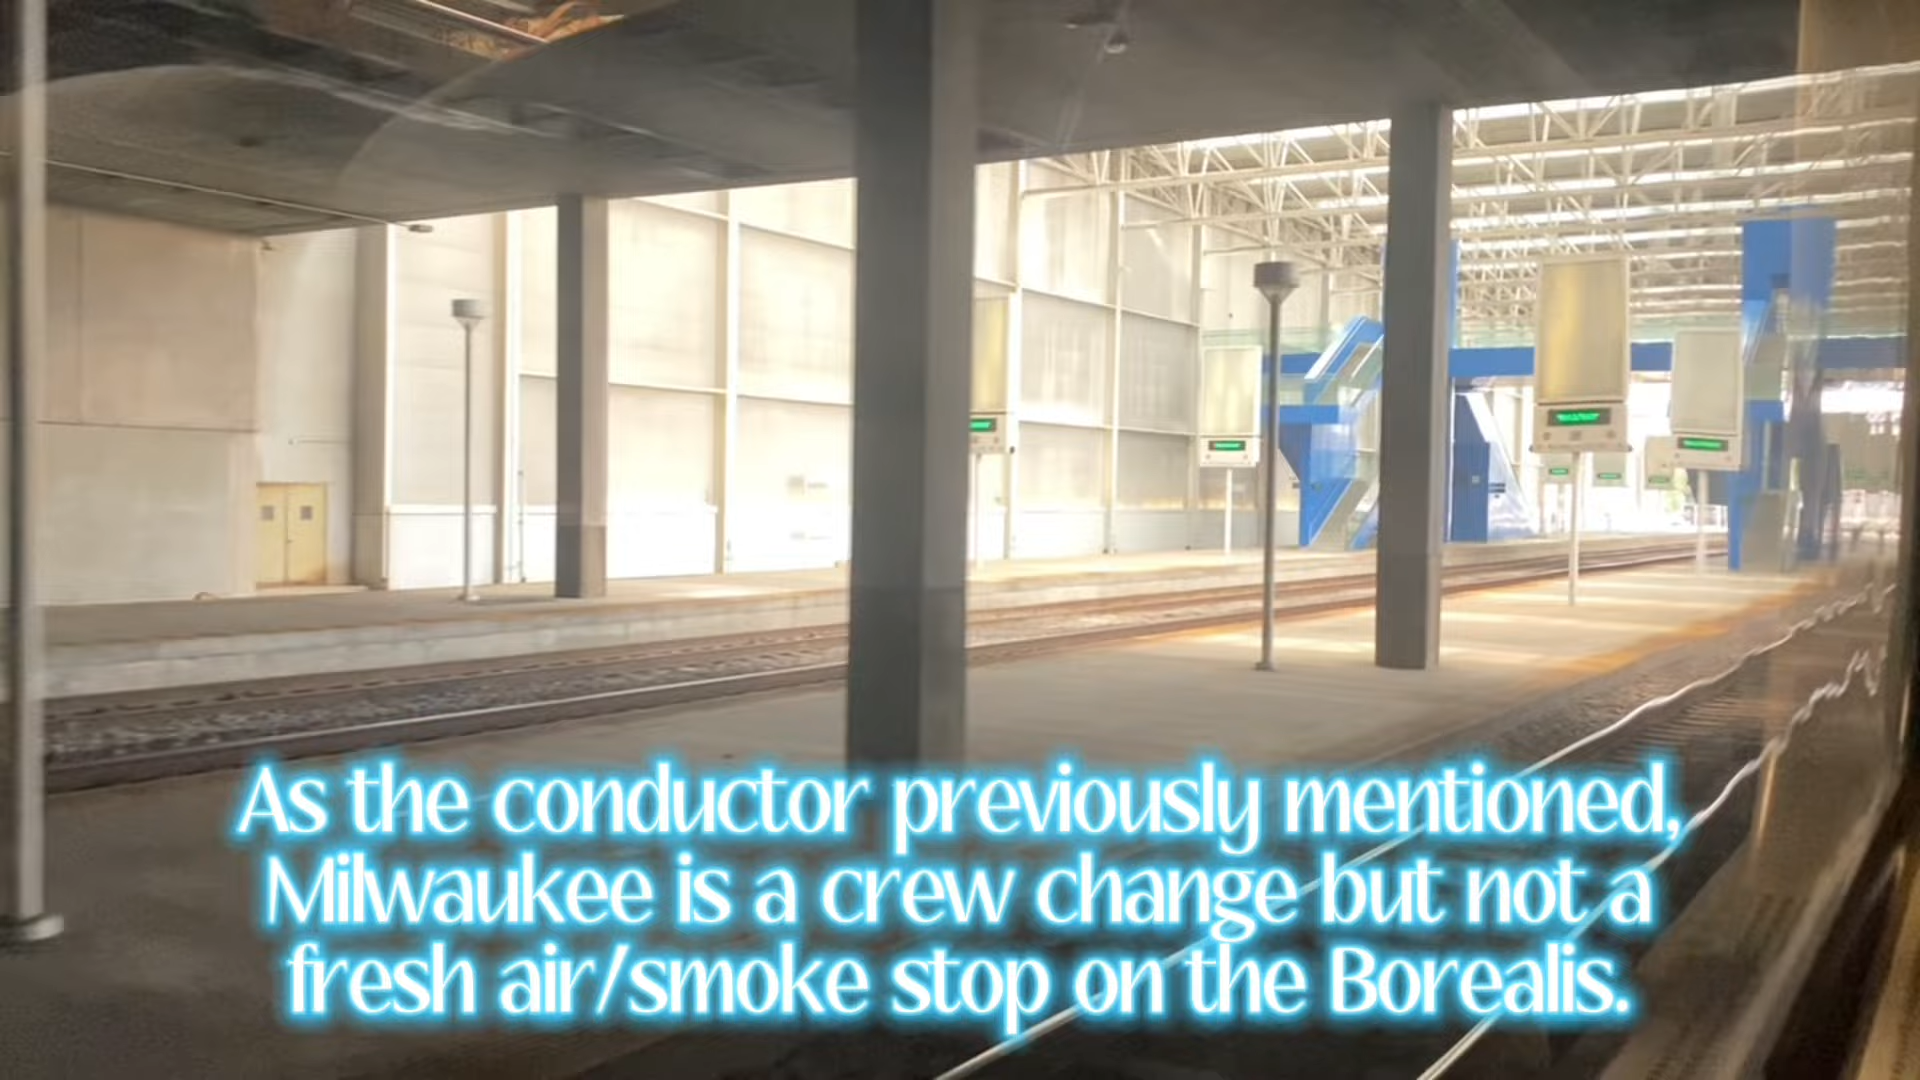 As the conductor previously mentioned,
Milwaukee is a crew change but not a
fresh air/smoke stop on the Borealis.